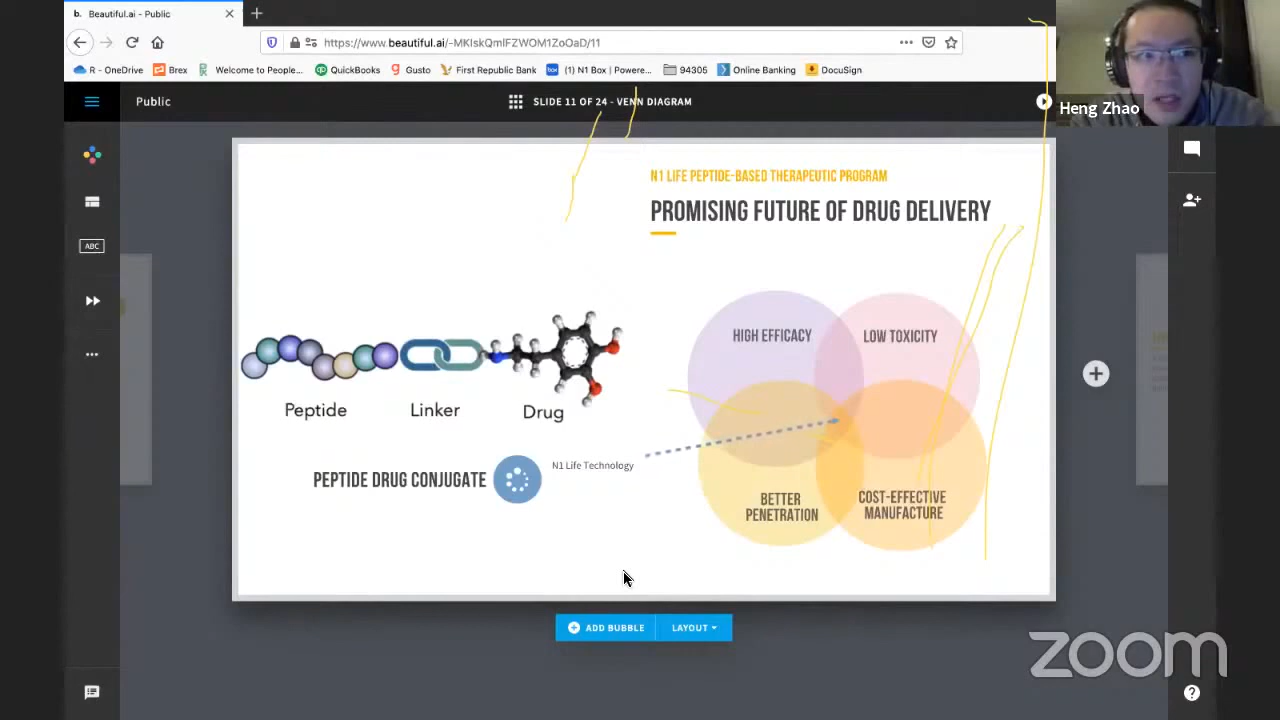 b. Beautiful.ai - Public
https://www.beautiful.ai/-MKIskQmIFZWOM1ZoOaD/11
R - OneDrive
Brex
Welcome to People...
QuickBooks
Gusto
First Republic Bank
box
(1) N1 Box | Powere...
94305
Online Banking
DocuSign
Public
SLIDE 11 OF 24 - VENN DIAGRAM
Heng Zhao
ABC
N1 LIFE PEPTIDE-BASED THERAPEUTIC PROGRAM
PROMISING FUTURE OF DRUG DELIVERY
HIGH EFFICACY
LOW TOXICITY
Peptide
Linker
Drug
N1 Life Technology
PEPTIDE DRUG CONJUGATE
BETTER
PENETRATION
COST-EFFECTIVE
MANUFACTURE
ADD BUBBLE
LAYOUT
zoom